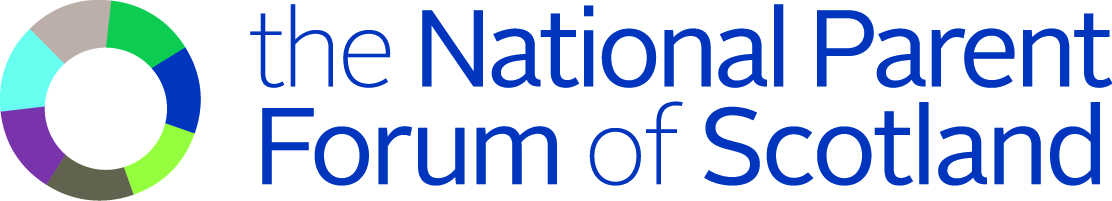 the National Parent
Forum of Scotland